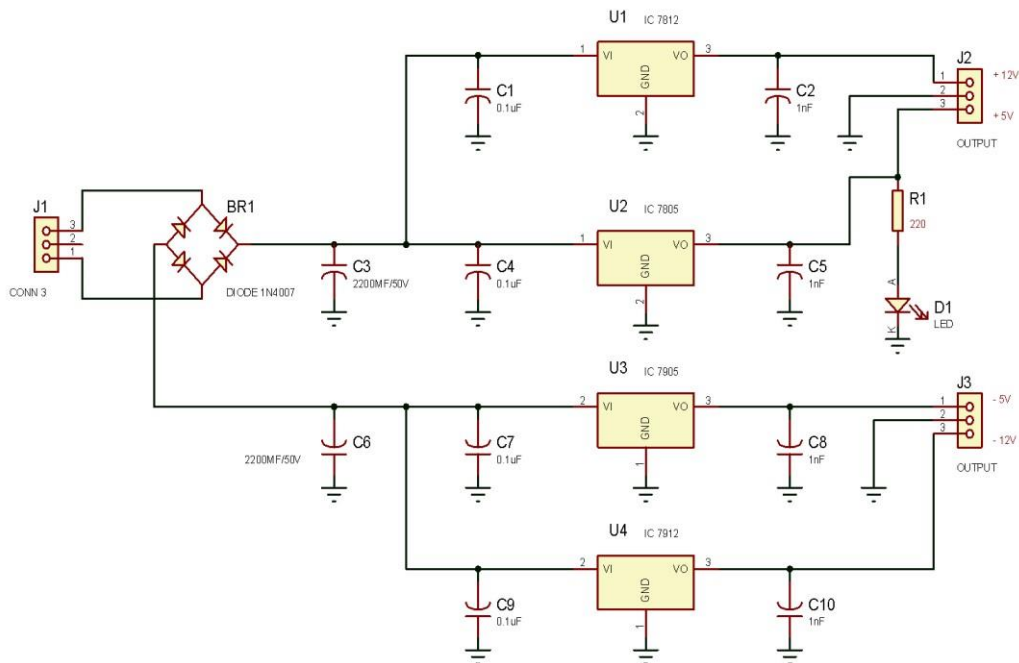 U1 IC 7812
1 VI VO 3
GND
2
C1
0.1uF
C2
1nF
J2
1
2
3
+ 12V
+ 5V
OUTPUT
J1
3
2
1
CONN 3
BR1
DIODE 1N4007
C3
2200MF/50V
C4
0.1uF
U2 IC 7805
1 VI VO 3
GND
2
C5
1nF
R1
220
A
K
D1
LED
U3 IC 7905
2 VI VO 3
GND
1
C6
2200MF/50V
C7
0.1uF
C8
1nF
J3
1
2
3
- 5V
- 12V
OUTPUT
U4 IC 7912
2 VI VO 3
GND
1
C9
0.1uF
C10
1nF